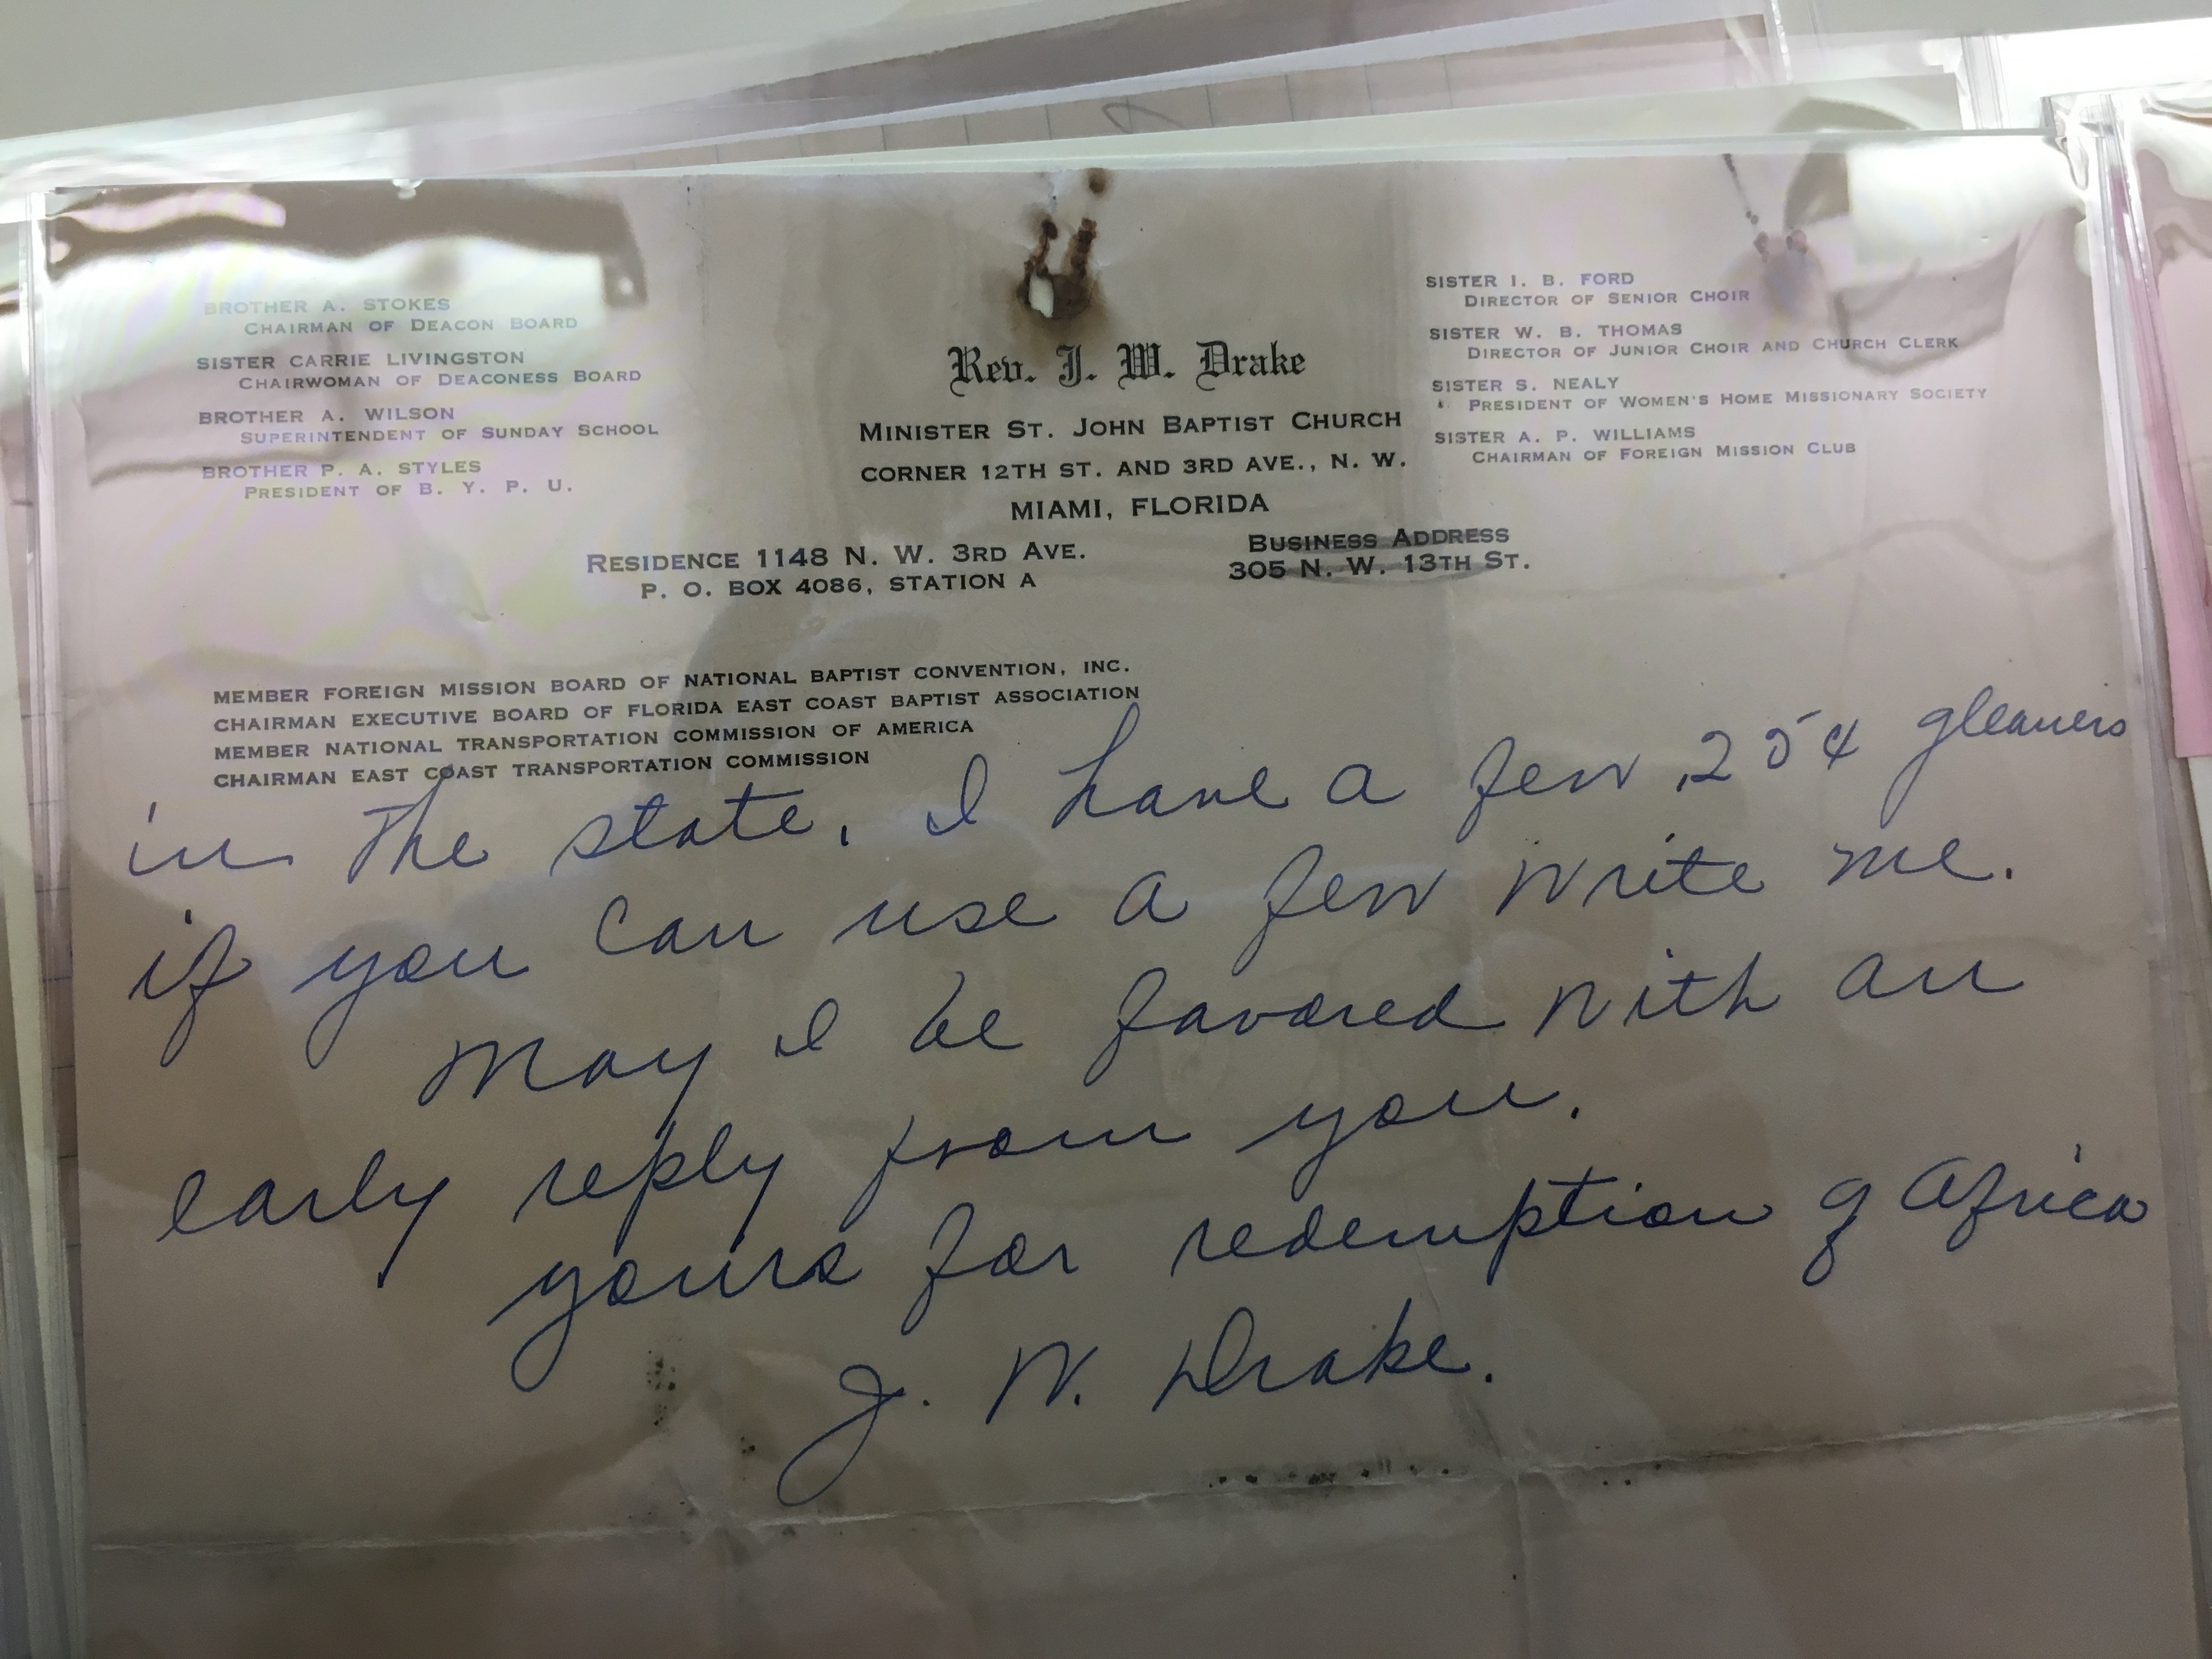 BROTHER A. STOKES
CHAIRMAN OF DEACON BOARD
SISTER CARRIE LIVINGSTON
CHAIRWOMAN OF DEACONESS BOARD
BROTHER A. WILSON
SUPERINTENDENT OF SUNDAY SCHOOL
BROTHER P. A. STYLES
PRESIDENT OF B. Y. P. U.
Rev. J. W. Drake
MINISTER ST. JOHN BAPTIST CHURCH
CORNER 12TH ST. AND 3RD AVE., N. W.
MIAMI, FLORIDA
SISTER I. B. FORD
DIRECTOR OF SENIOR CHOIR
SISTER W. B. THOMAS
DIRECTOR OF JUNIOR CHOIR AND CHURCH CLERK
SISTER S. NEALY
PRESIDENT OF WOMEN'S HOME MISSIONARY SOCIETY
SISTER A. P. WILLIAMS
CHAIRMAN OF FOREIGN MISSION CLUB
RESIDENCE 1148 N. W. 3RD AVE.
P. O. BOX 4086, STATION A
BUSINESS ADDRESS
305 N. W. 13TH ST.
MEMBER FOREIGN MISSION BOARD OF NATIONAL BAPTIST CONVENTION, INC.
CHAIRMAN EXECUTIVE BOARD OF FLORIDA EAST COAST BAPTIST ASSOCIATION
MEMBER NATIONAL TRANSPORTATION COMMISSION OF AMERICA
CHAIRMAN EAST COAST TRANSPORTATION COMMISSION
in the state. I have a few .25¢ gleaners
if you can use a few write me.
May I be favored with an
early reply from you.
yours for redemption of Africa
J. W. Drake.